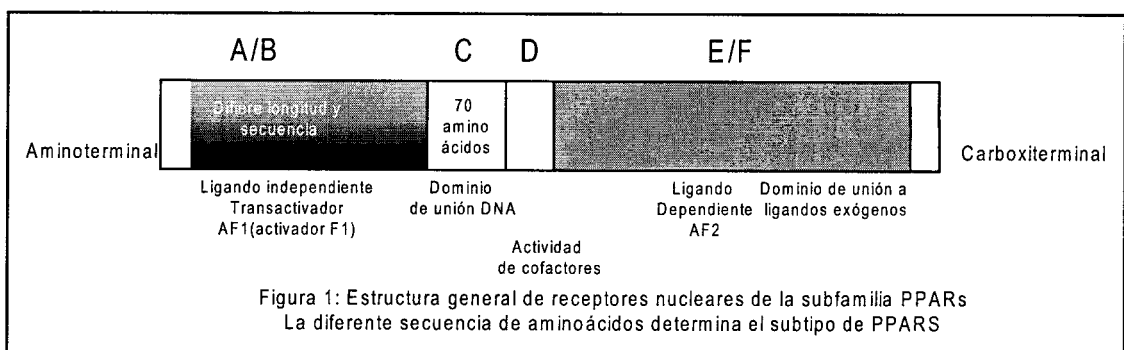 A/B C D E/F
Difiere longitud y
secuencia
70
amino
ácidos
Aminoterminal
Carboxiterminal
Ligando independiente
Transactivador
AF1(activador F1)
Dominio
de unión DNA
Actividad
de cofactores
Ligando
Dependiente
AF2
Dominio de unión a
ligandos exógenos
Figura 1: Estructura general de receptores nucleares de la subfamilia PPARs
La diferente secuencia de aminoácidos determina el subtipo de PPARS